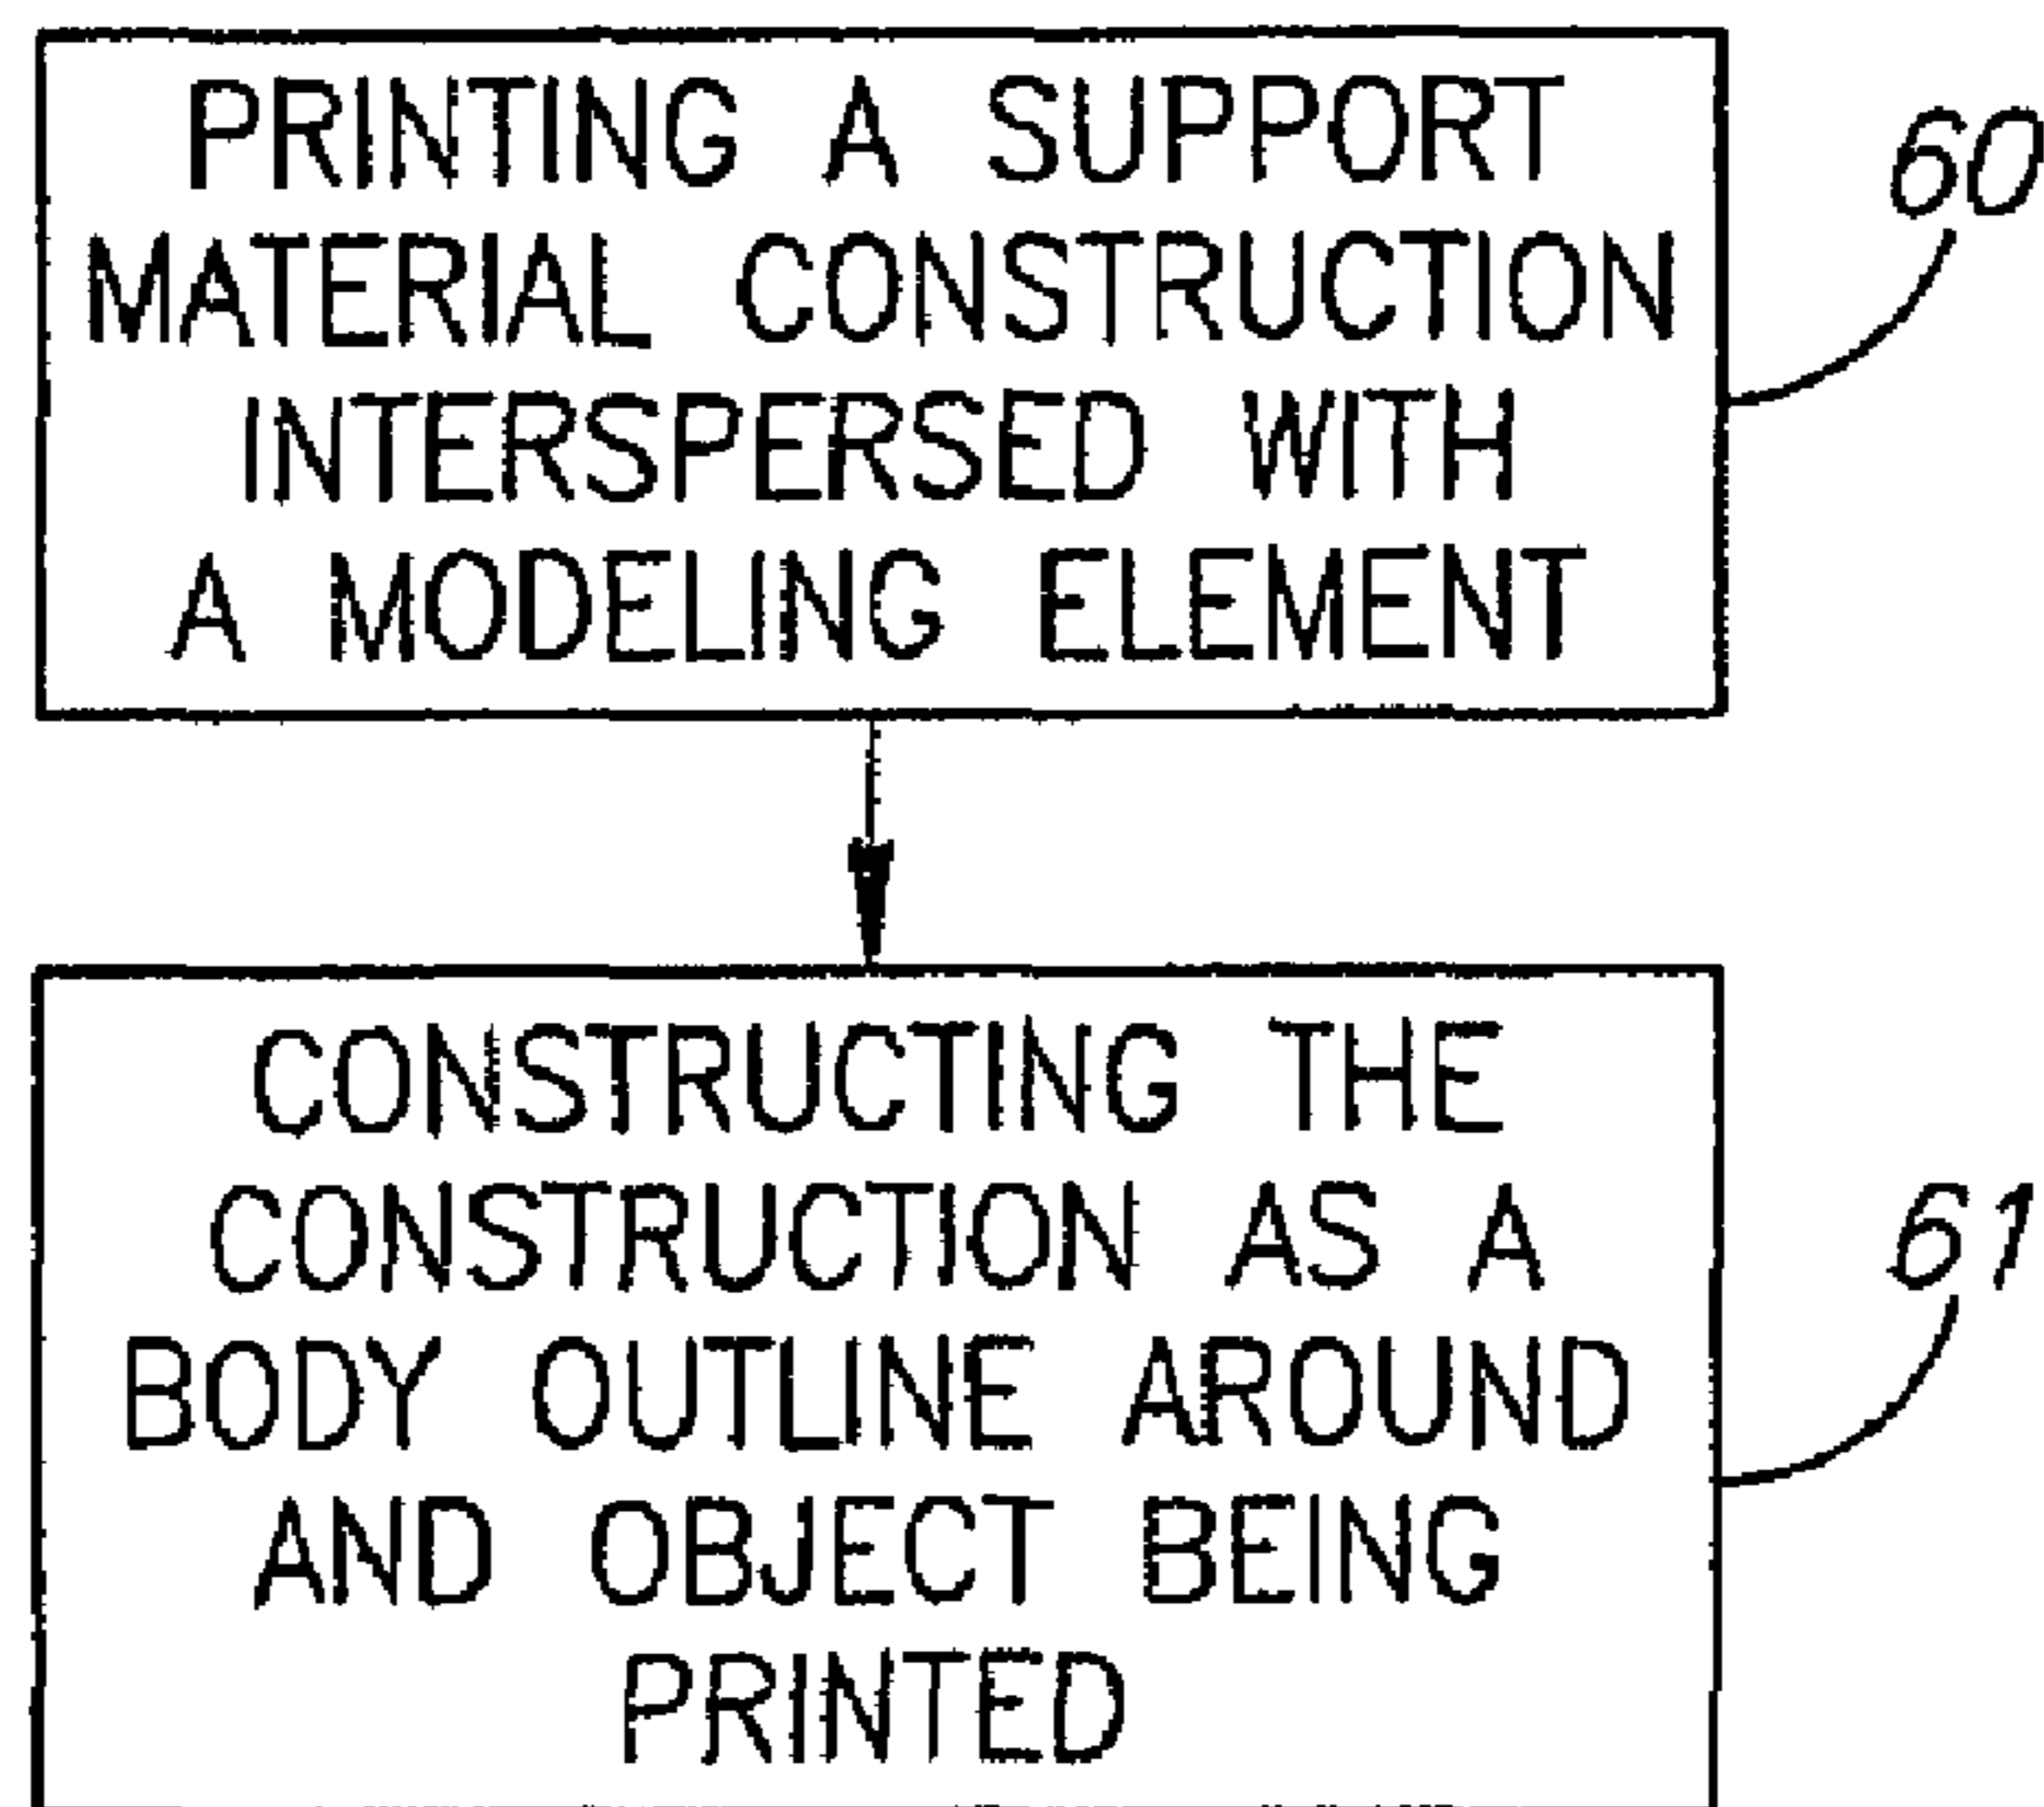 PRINTING A SUPPORT
MATERIAL CONSTRUCTION
INTERSPERSED WITH
A MODELING ELEMENT
60
CONSTRUCTING THE
CONSTRUCTION AS A
BODY OUTLINE AROUND
AND OBJECT BEING
PRINTED
61